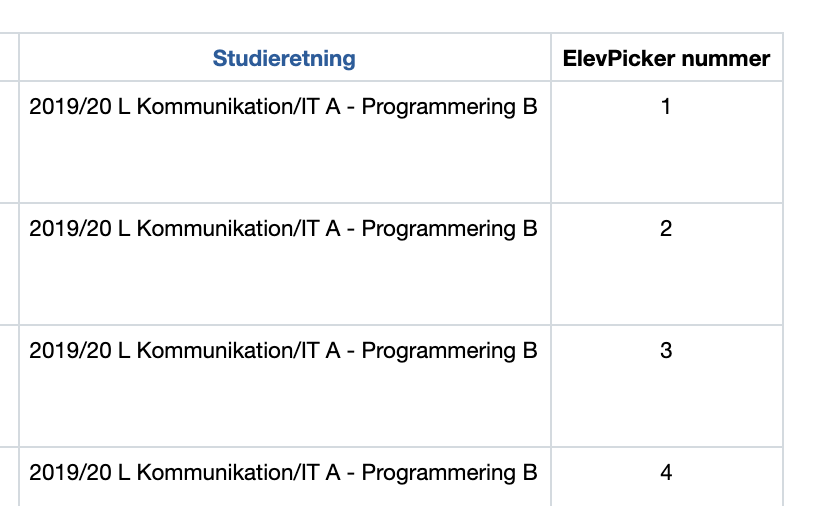 Studieretning ElevPicker nummer
2019/20 L Kommunikation/IT A - Programmering B 1
2019/20 L Kommunikation/IT A - Programmering B 2
2019/20 L Kommunikation/IT A - Programmering B 3
2019/20 L Kommunikation/IT A - Programmering B 4